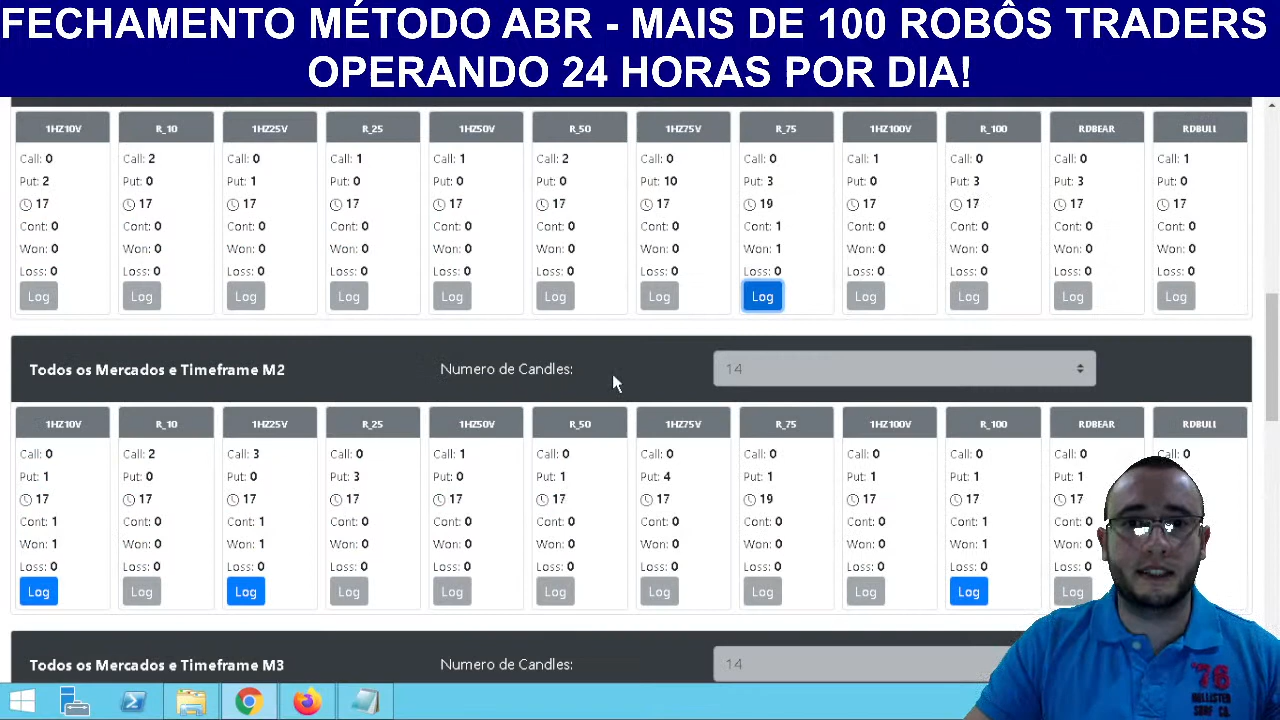 FECHAMENTO MÉTODO ABR - MAIS DE 100 ROBÔS TRADERS
OPERANDO 24 HORAS POR DIA!
1HZ10V R_10 1HZ25V R_25 1HZ50V R_50 1HZ75V R_75 1HZ100V R_100 RDBEAR RDBULL
Call: 0 Call: 2 Call: 0 Call: 1 Call: 1 Call: 2 Call: 0 Call: 0 Call: 1 Call: 0 Call: 0 Call: 1
Put: 2 Put: 0 Put: 1 Put: 0 Put: 0 Put: 0 Put: 10 Put: 3 Put: 0 Put: 3 Put: 3 Put: 0
17 17 17 17 17 17 17 19 17 17 17 17
Cont: 0 Cont: 0 Cont: 0 Cont: 0 Cont: 0 Cont: 0 Cont: 0 Cont: 1 Cont: 0 Cont: 0 Cont: 0 Cont: 0
Won: 0 Won: 0 Won: 0 Won: 0 Won: 0 Won: 0 Won: 0 Won: 1 Won: 0 Won: 0 Won: 0 Won: 0
Loss: 0 Loss: 0 Loss: 0 Loss: 0 Loss: 0 Loss: 0 Loss: 0 Loss: 0 Loss: 0 Loss: 0 Loss: 0 Loss: 0
Log Log Log Log Log Log Log Log Log Log Log Log
Todos os Mercados e Timeframe M2 Numero de Candles: 14
1HZ10V R_10 1HZ25V R_25 1HZ50V R_50 1HZ75V R_75 1HZ100V R_100 RDBEAR RDBULL
Call: 0 Call: 2 Call: 3 Call: 0 Call: 1 Call: 0 Call: 0 Call: 0 Call: 0 Call: 0 Call: 0 Call: 0
Put: 1 Put: 0 Put: 0 Put: 3 Put: 0 Put: 1 Put: 4 Put: 1 Put: 1 Put: 1 Put: 1
17 17 17 17 17 17 17 19 17 17 17
Cont: 1 Cont: 0 Cont: 1 Cont: 0 Cont: 0 Cont: 0 Cont: 0 Cont: 0 Cont: 0 Cont: 1 Cont: 0
Won: 1 Won: 0 Won: 1 Won: 0 Won: 0 Won: 0 Won: 0 Won: 0 Won: 0 Won: 1 Won: 0
Loss: 0 Loss: 0 Loss: 0 Loss: 0 Loss: 0 Loss: 0 Loss: 0 Loss: 0 Loss: 0 Loss: 0 Loss: 0
Log Log Log Log Log Log Log Log Log Log Log
Todos os Mercados e Timeframe M3 Numero de Candles: 14
'76
HOLLISTER
SURF CO.